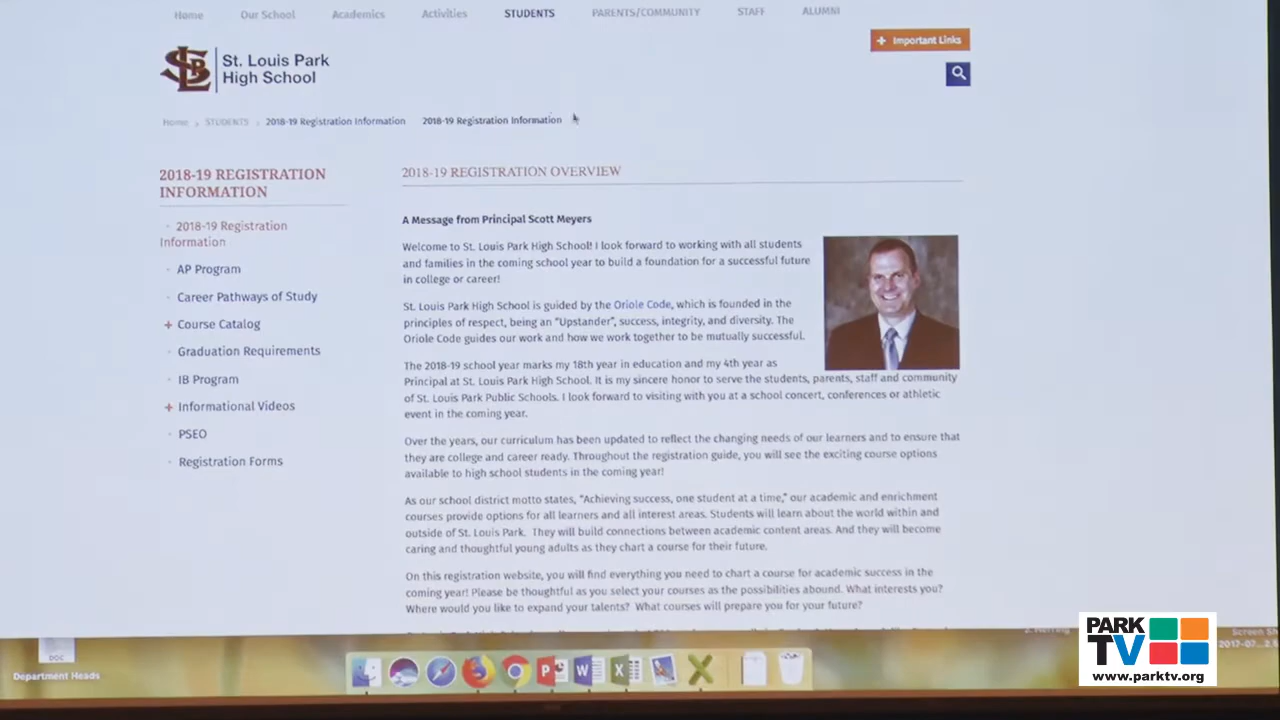 Home Our School Academics Activities STUDENTS PARENTS/COMMUNITY STAFF ALUMNI
+ Important Links
SLP
St. Louis Park
High School
Home > STUDENTS > 2018-19 Registration Information 2018-19 Registration Information
2018-19 REGISTRATION
INFORMATION
2018-19 Registration
Information
AP Program
Career Pathways of Study
+ Course Catalog
Graduation Requirements
IB Program
+ Informational Videos
PSEO
Registration Forms
2018-19 REGISTRATION OVERVIEW
A Message from Principal Scott Meyers
Welcome to St. Louis Park High School! I look forward to working with all students
and families in the coming school year to build a foundation for a successful future
in college or career!
St. Louis Park High School is guided by the Oriole Code, which is founded in the
principles of respect, being an "Upstander", success, integrity, and diversity. The
Oriole Code guides our work and how we work together to be mutually successful.
The 2018-19 school year marks my 18th year in education and my 4th year as
Principal at St. Louis Park High School. It is my sincere honor to serve the students, parents, staff and community
of St. Louis Park Public Schools. I look forward to visiting with you at a school concert, conferences or athletic
event in the coming year.
Over the years, our curriculum has been updated to reflect the changing needs of our learners and to ensure that
they are college and career ready. Throughout the registration guide, you will see the exciting course options
available to high school students in the coming year!
As our school district motto states, "Achieving success, one student at a time," our academic and enrichment
courses provide options for all learners and all interest areas. Students will learn about the world within and
outside of St. Louis Park. They will build connections between academic content areas. And they will become
caring and thoughtful young adults as they chart a course for their future.
On this registration website, you will find everything you need to chart a course for academic success in the
coming year! Please be thoughtful as you select your courses as the possibilities abound. What interests you?
Where would you like to expand your talents? What courses will prepare you for your future?
DOC
Department Heads
Screen Sh
2017-07
PARK
TV
www.parktv.org